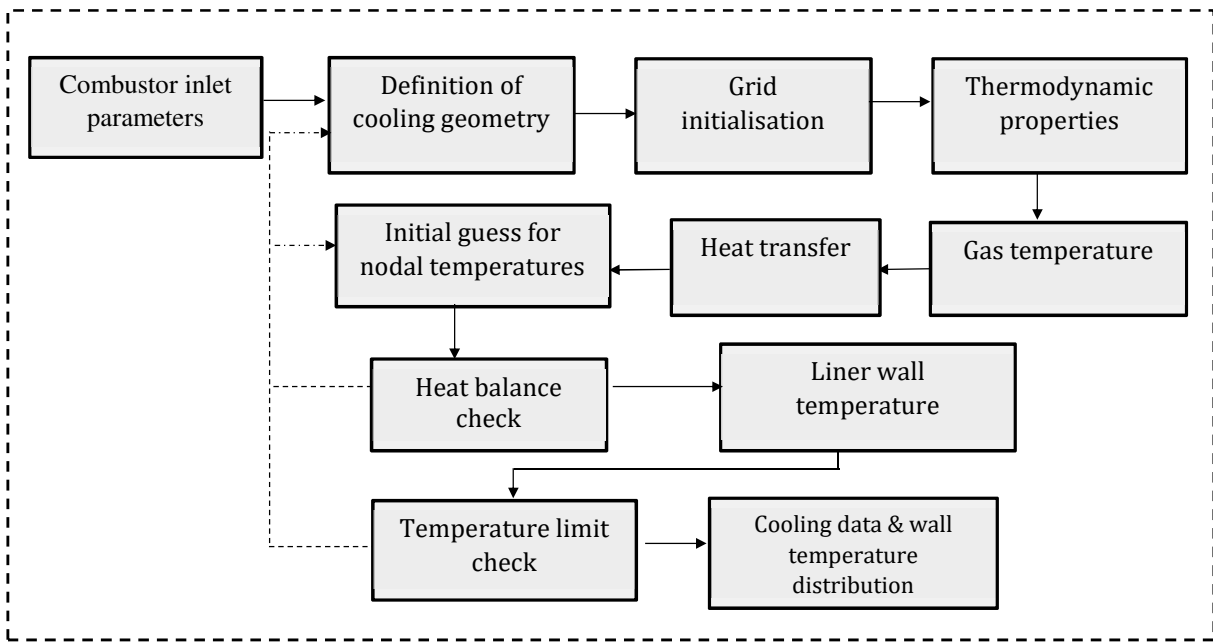 Combustor inlet
parameters
Definition of
cooling geometry
Grid
initialisation
Thermodynamic
properties
Initial guess for
nodal temperatures
Heat transfer
Gas temperature
Heat balance
check
Liner wall
temperature
Temperature limit
check
Cooling data & wall
temperature
distribution